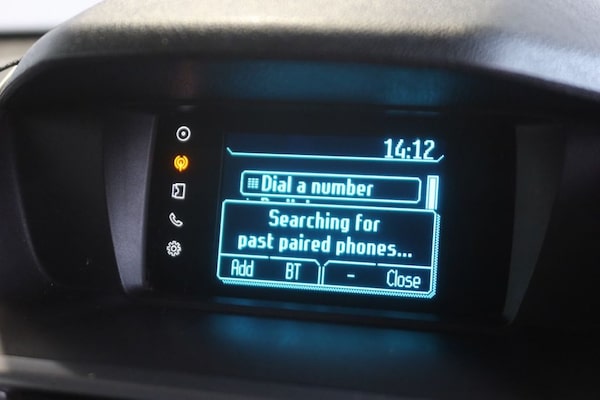 14:12
Dial a number
Searching for
past paired phones...
Add BT - Close